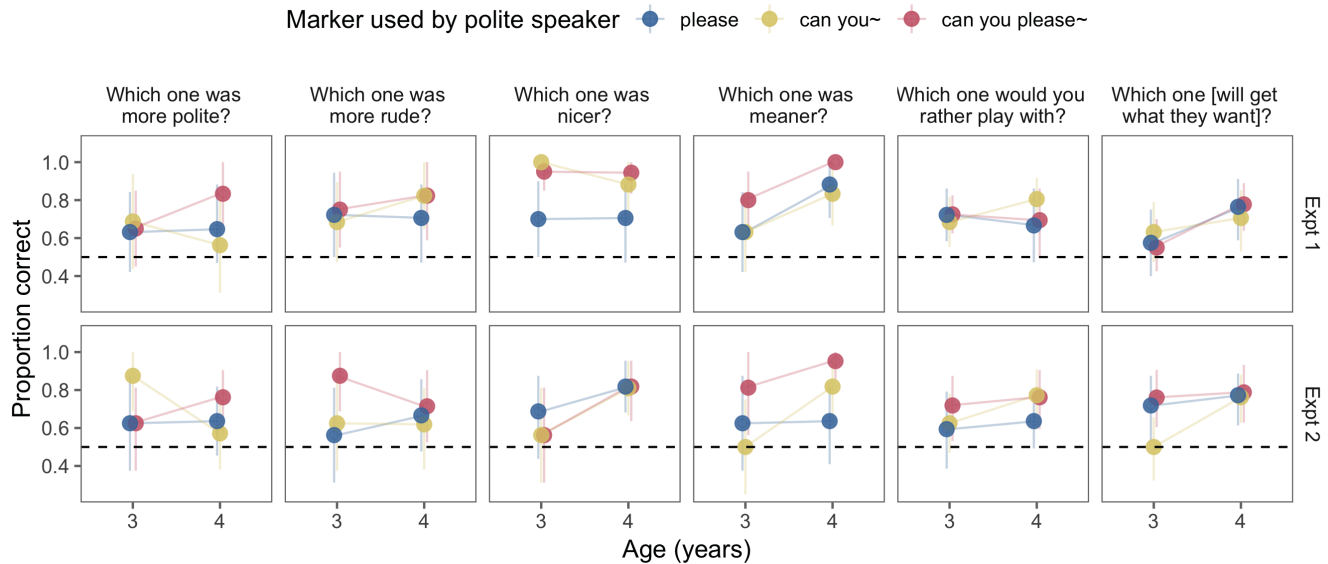 Marker used by polite speaker please can you~ can you please~
Which one was
more polite?
Which one was
more rude?
Which one was
nicer?
Which one was
meaner?
Which one would you
rather play with?
Which one [will get
what they want]?
Proportion correct
1.0
0.8
0.6
0.4
Expt 1
1.0
0.8
0.6
0.4
Expt 2
3 4 3 4 3 4 3 4 3 4 3 4
Age (years)